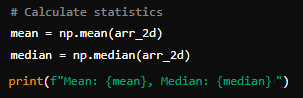 # Calculate statistics
mean = np.mean(arr_2d)
median = np.median(arr_2d)
print(f"Mean: {mean}, Median: {median} ")